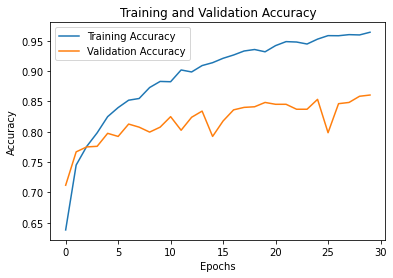 Training and Validation Accuracy
Training Accuracy
Validation Accuracy
0.95
0.90
0.85
0.80
0.75
0.70
0.65
Accuracy
0 5 10 15 20 25 30
Epochs